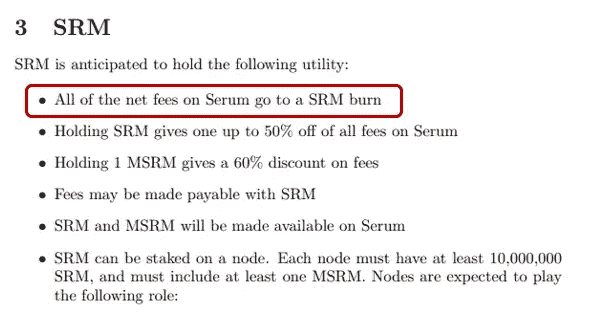 3 SRM
SRM is anticipated to hold the following utility:
• All of the net fees on Serum go to a SRM burn
• Holding SRM gives one up to 50% off of all fees on Serum
• Holding 1 MSRM gives a 60% discount on fees
• Fees may be made payable with SRM
• SRM and MSRM will be made available on Serum
• SRM can be staked on a node. Each node must have at least 10,000,000
SRM, and must include at least one MSRM. Nodes are expected to play
the following role: